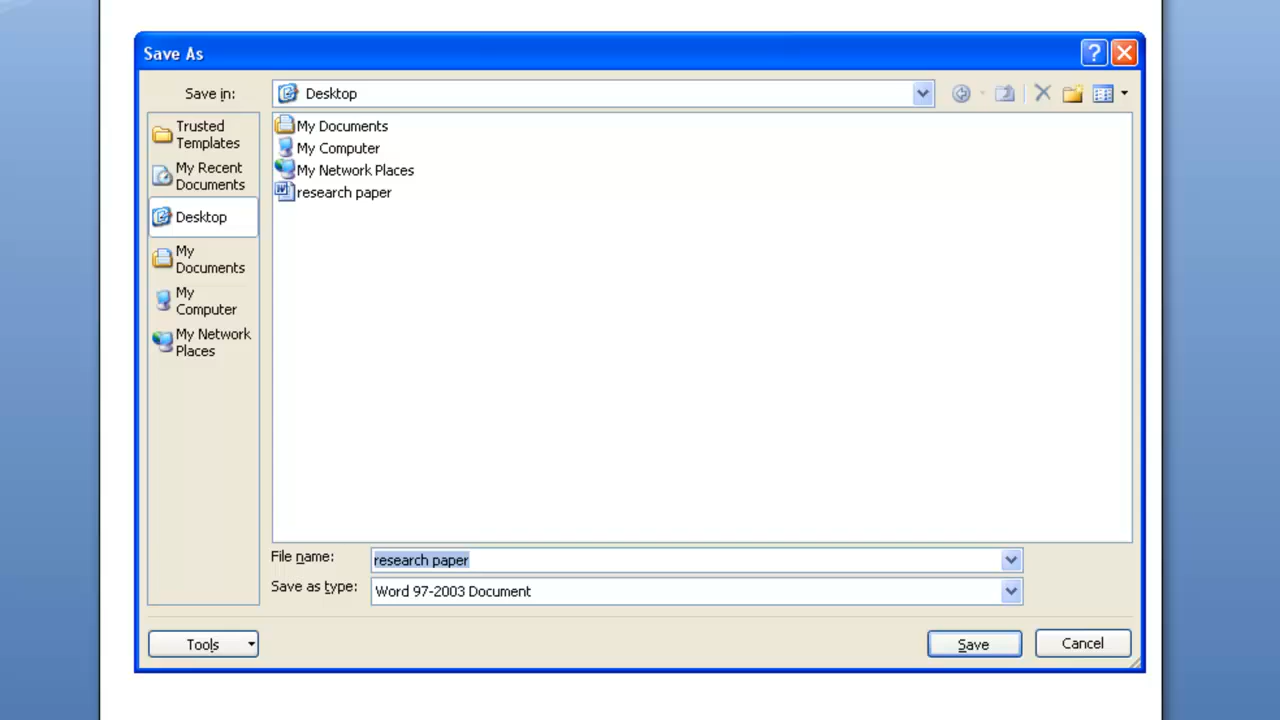 Save As
?
Save in:
Desktop
Trusted
Templates
My Recent
Documents
Desktop
My
Documents
My
Computer
My Network
Places
My Documents
My Computer
My Network Places
research paper
File name:
research paper
Save as type:
Word 97-2003 Document
Tools
Save
Cancel